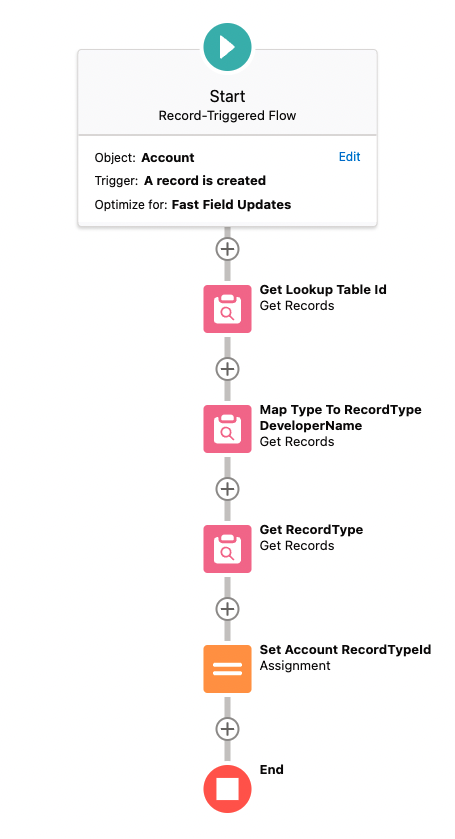 Start
Record-Triggered Flow
Object: Account
Edit
Trigger: A record is created
Optimize for: Fast Field Updates
Get Lookup Table Id
Get Records
Map Type To RecordType
DeveloperName
Get Records
Get RecordType
Get Records
Set Account RecordTypeId
Assignment
End